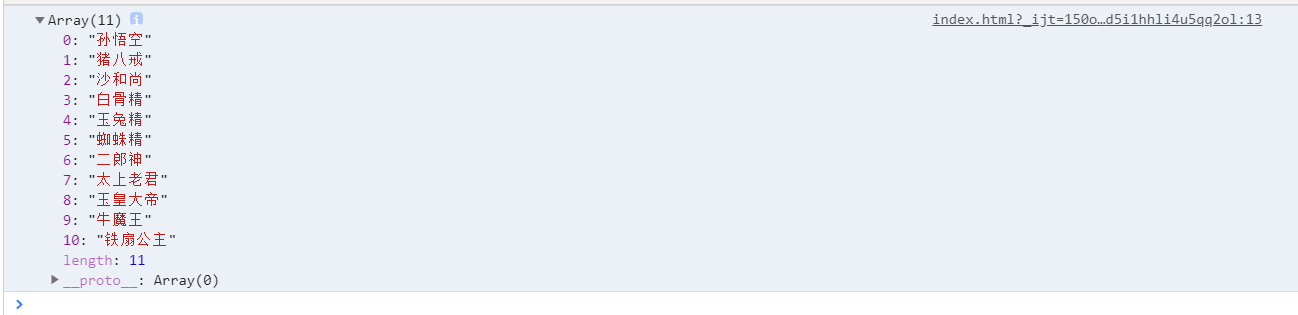 ▼Array(11) i index.html?_ijt=150o…d5i1hhli4u5qq2ol:13
0: "孙悟空"
1: "猪八戒"
2: "沙和尚"
3: "白骨精"
4: "玉兔精"
5: "蜘蛛精"
6: "二郎神"
7: "太上老君"
8: "玉皇大帝"
9: "牛魔王"
10: "铁扇公主"
length: 11
▶__proto__: Array(0)
>